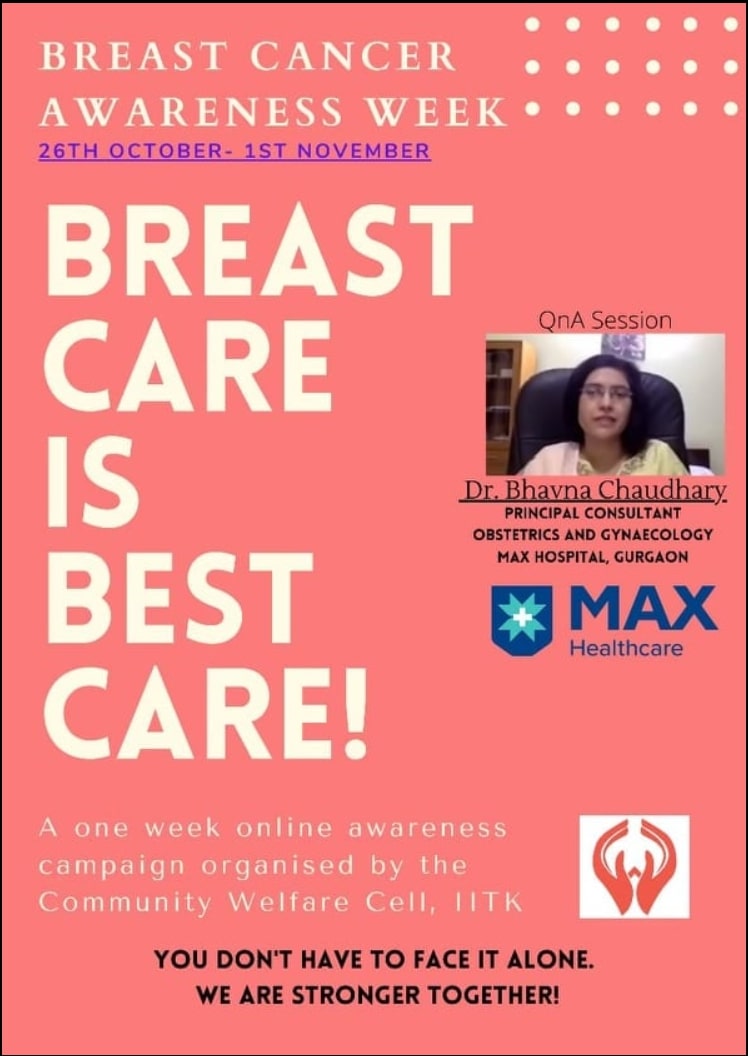 BREAST CANCER
AWARENESS WEEK
26TH OCTOBER- 1ST NOVEMBER
BREAST
CARE
IS
BEST
CARE!
QnA Session
Dr. Bhavna Chaudhary
PRINCIPAL CONSULTANT
OBSTETRICS AND GYNAECOLOGY
MAX HOSPITAL, GURGAON
MAX
Healthcare
A one week online awareness
campaign organised by the
Community Welfare Cell, IITK
YOU DON'T HAVE TO FACE IT ALONE.
WE ARE STRONGER TOGETHER!